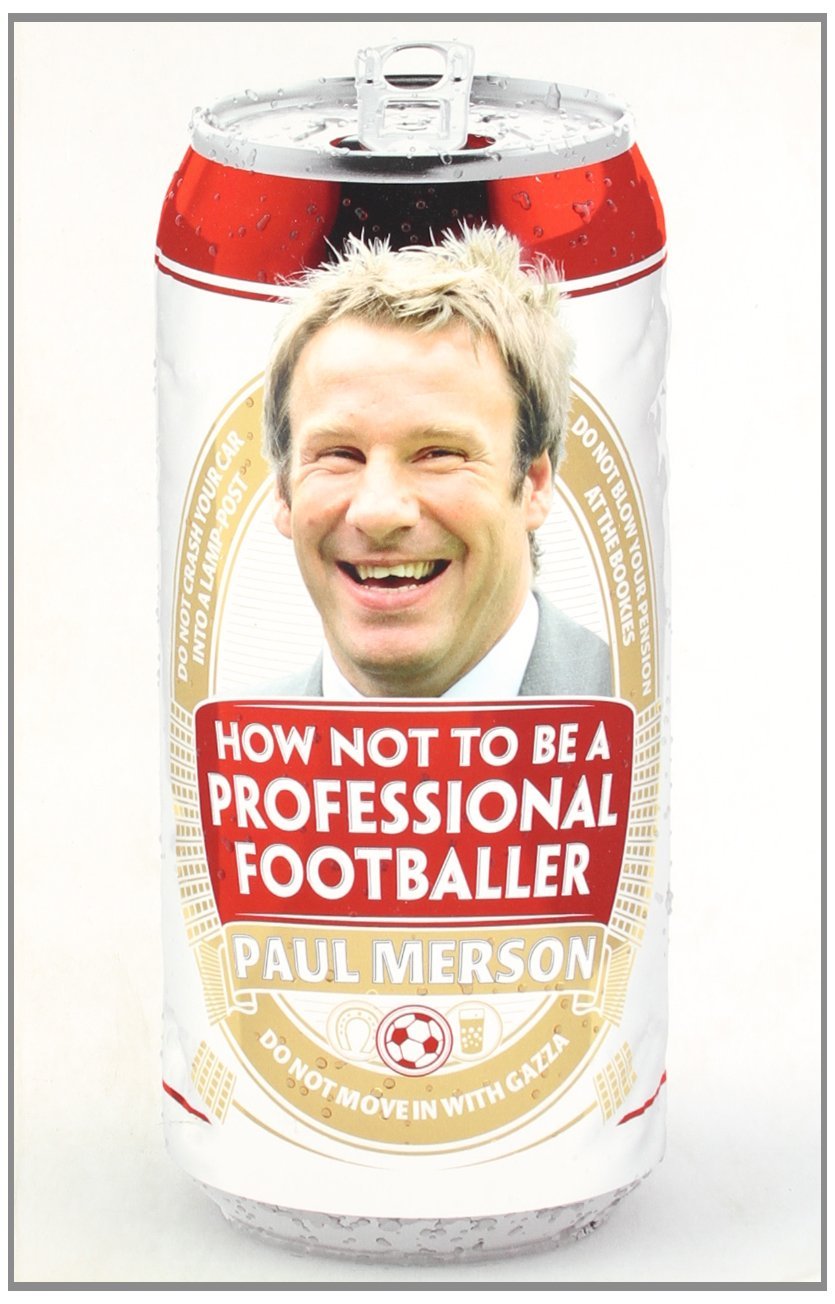 DO NOT CRASH YOUR CAR
INTO A LAMP-POST
DO NOT BLOW YOUR PENSION
AT THE BOOKIES
HOW NOT TO BE A
PROFESSIONAL
FOOTBALLER
PAUL MERSON
DO NOT MOVE IN WITH GAZZA